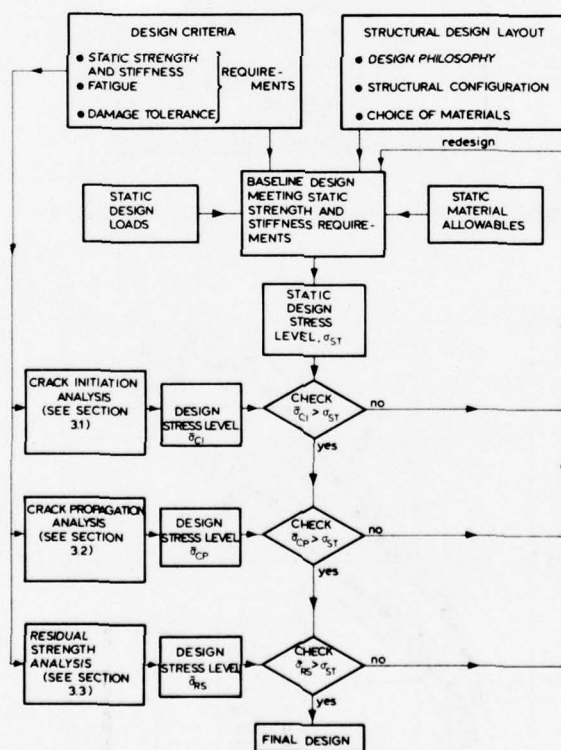 DESIGN CRITERIA
● STATIC STRENGTH
AND STIFFNESS
● FATIGUE
● DAMAGE TOLERANCE
REQUIRE-
MENTS
STRUCTURAL DESIGN LAYOUT
● DESIGN PHILOSOPHY
● STRUCTURAL CONFIGURATION
● CHOICE OF MATERIALS
redesign
STATIC
DESIGN
LOADS
BASELINE DESIGN
MEETING STATIC
STRENGTH AND
STIFFNESS REQUIRE-
MENTS
STATIC
MATERIAL
ALLOWABLES
STATIC
DESIGN
STRESS
LEVEL, σST
CRACK INITIATION
ANALYSIS
(SEE SECTION
3.1)
DESIGN
STRESS LEVEL
σ̄CI
CHECK
σ̄CI > σST
no
yes
CRACK PROPAGATION
ANALYSIS
(SEE SECTION
3.2)
DESIGN
STRESS LEVEL
σ̄CP
CHECK
σ̄CP > σST
no
yes
RESIDUAL
STRENGTH
ANALYSIS
(SEE SECTION
3.3)
DESIGN
STRESS LEVEL
σ̄RS
CHECK
σ̄RS > σST
no
yes
FINAL DESIGN